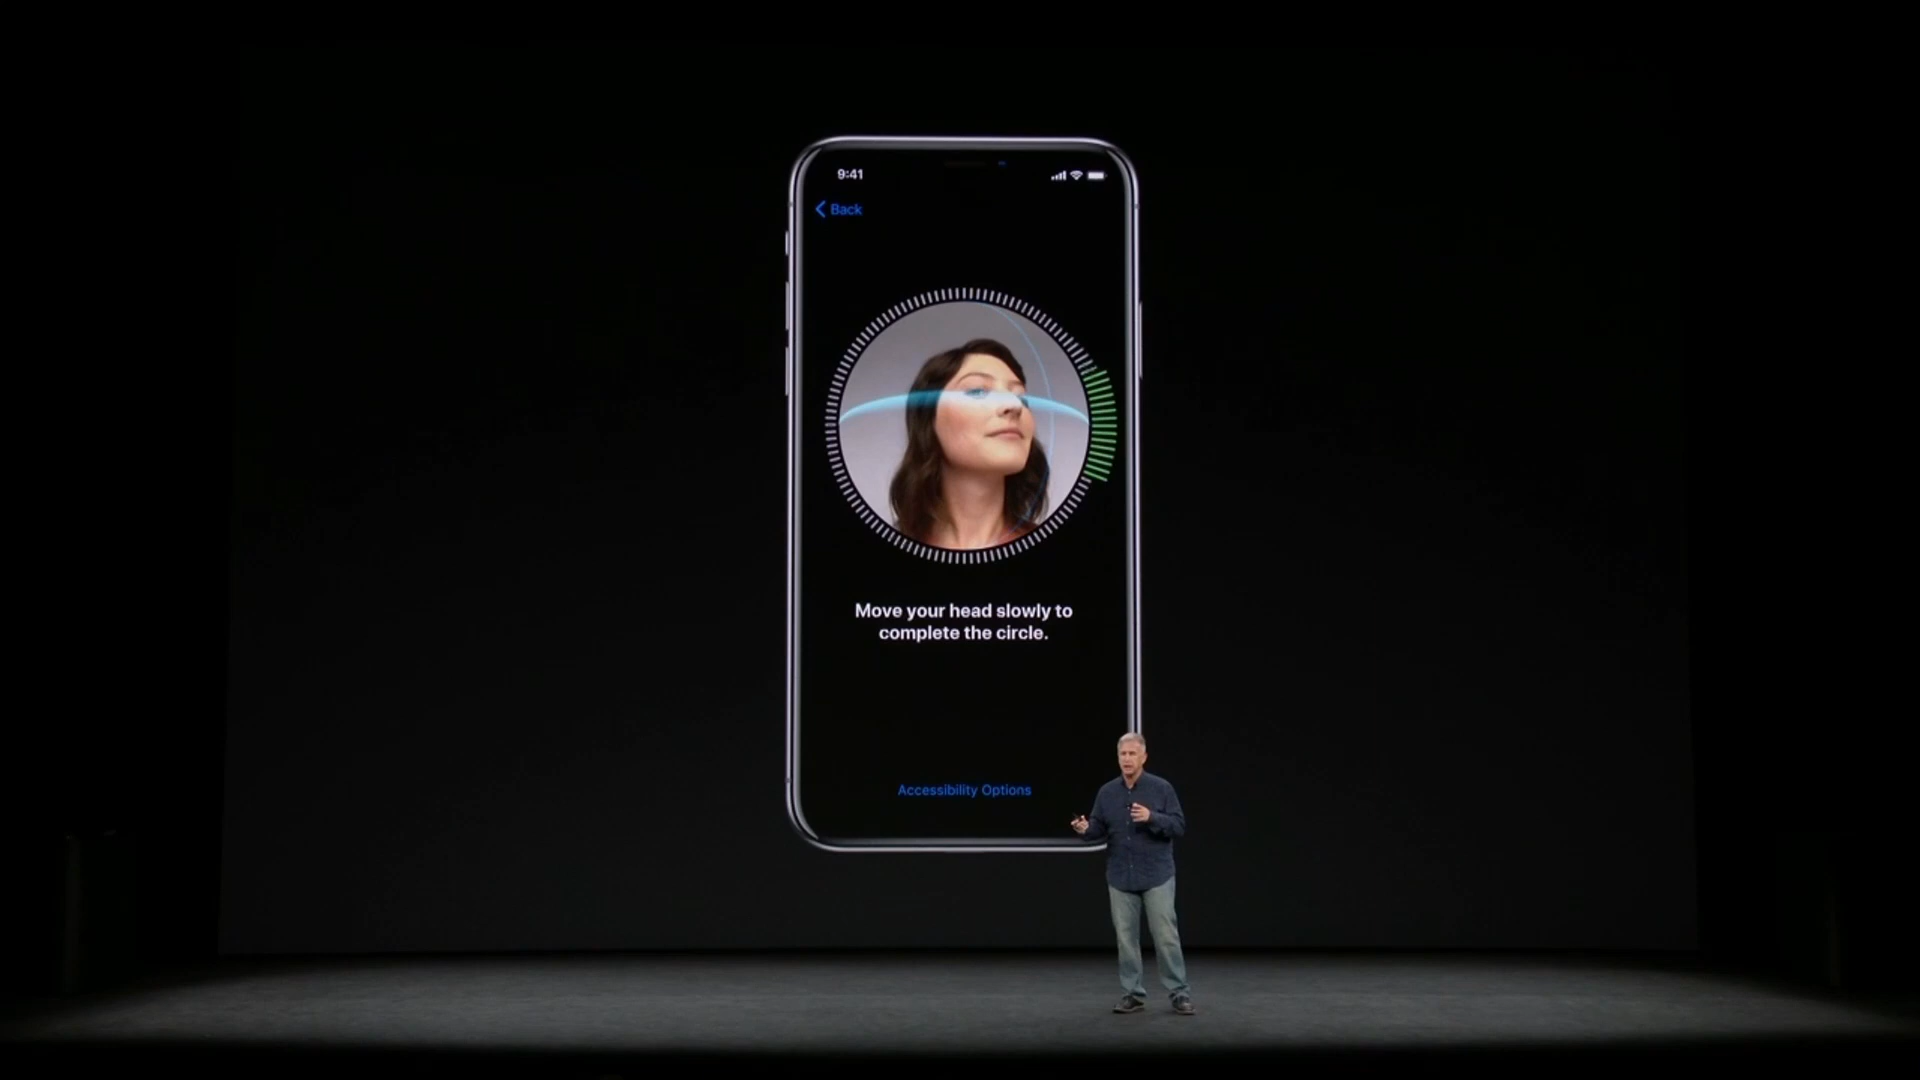 9:41
Back
Move your head slowly to
complete the circle.
Accessibility Options